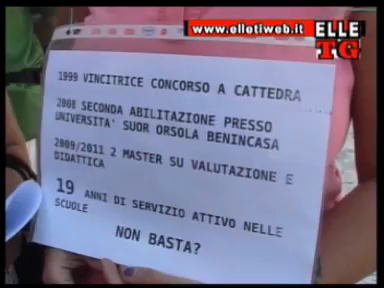 www.elletiweb.it ELLE
TG
1999 VINCITRICE CONCORSO A CATTEDRA
2008 SECONDA ABILITAZIONE PRESSO
UNIVERSITA' SUOR ORSOLA BENINCASA
2009/2011 2 MASTER SU VALUTAZIONE E
DIDATTICA
19 ANNI DI SERVIZIO ATTIVO NELLE
SCUOLE
NON BASTA?